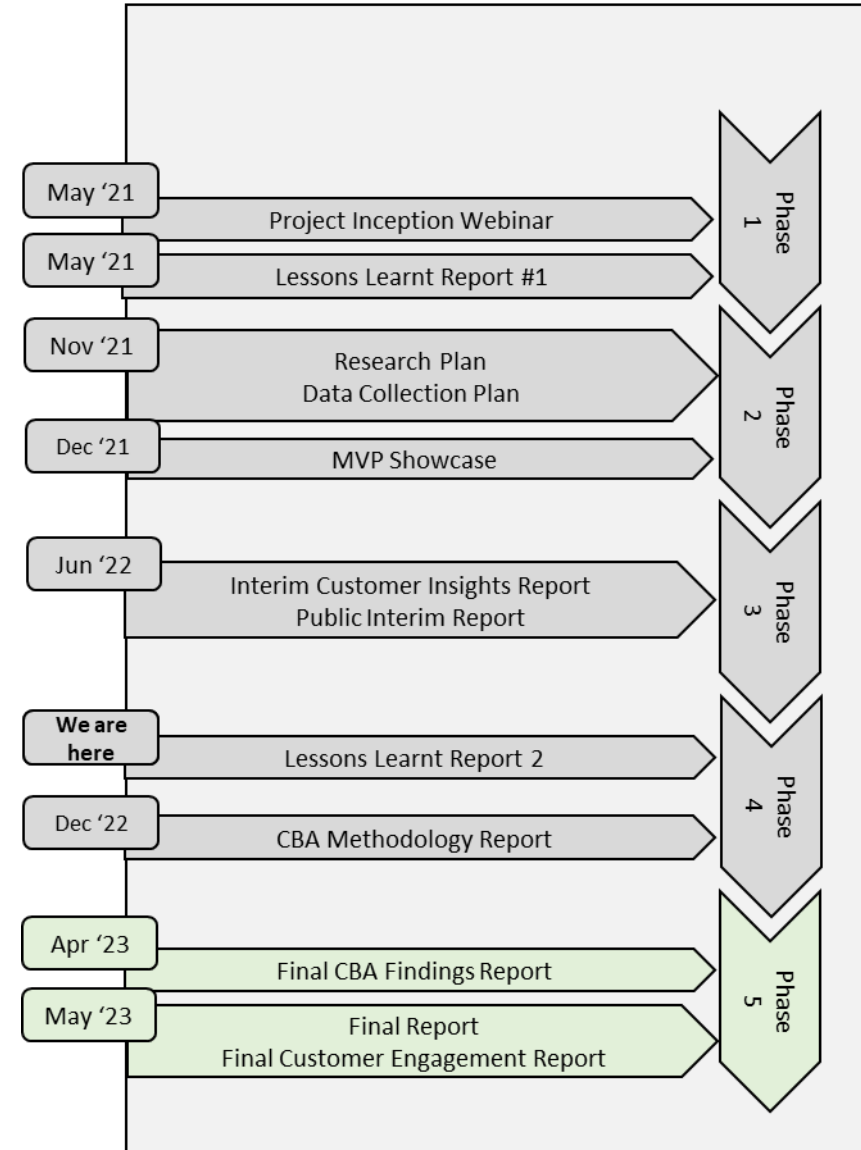 May ‘21
Project Inception Webinar
May ‘21
Lessons Learnt Report #1
Phase
1
Nov ‘21
Research Plan
Data Collection Plan
Dec ‘21
MVP Showcase
Phase
2
Jun ‘22
Interim Customer Insights Report
Public Interim Report
Phase
3
We are
here
Lessons Learnt Report 2
Dec ‘22
CBA Methodology Report
Phase
4
Apr ‘23
Final CBA Findings Report
May ‘23
Final Report
Final Customer Engagement Report
Phase
5